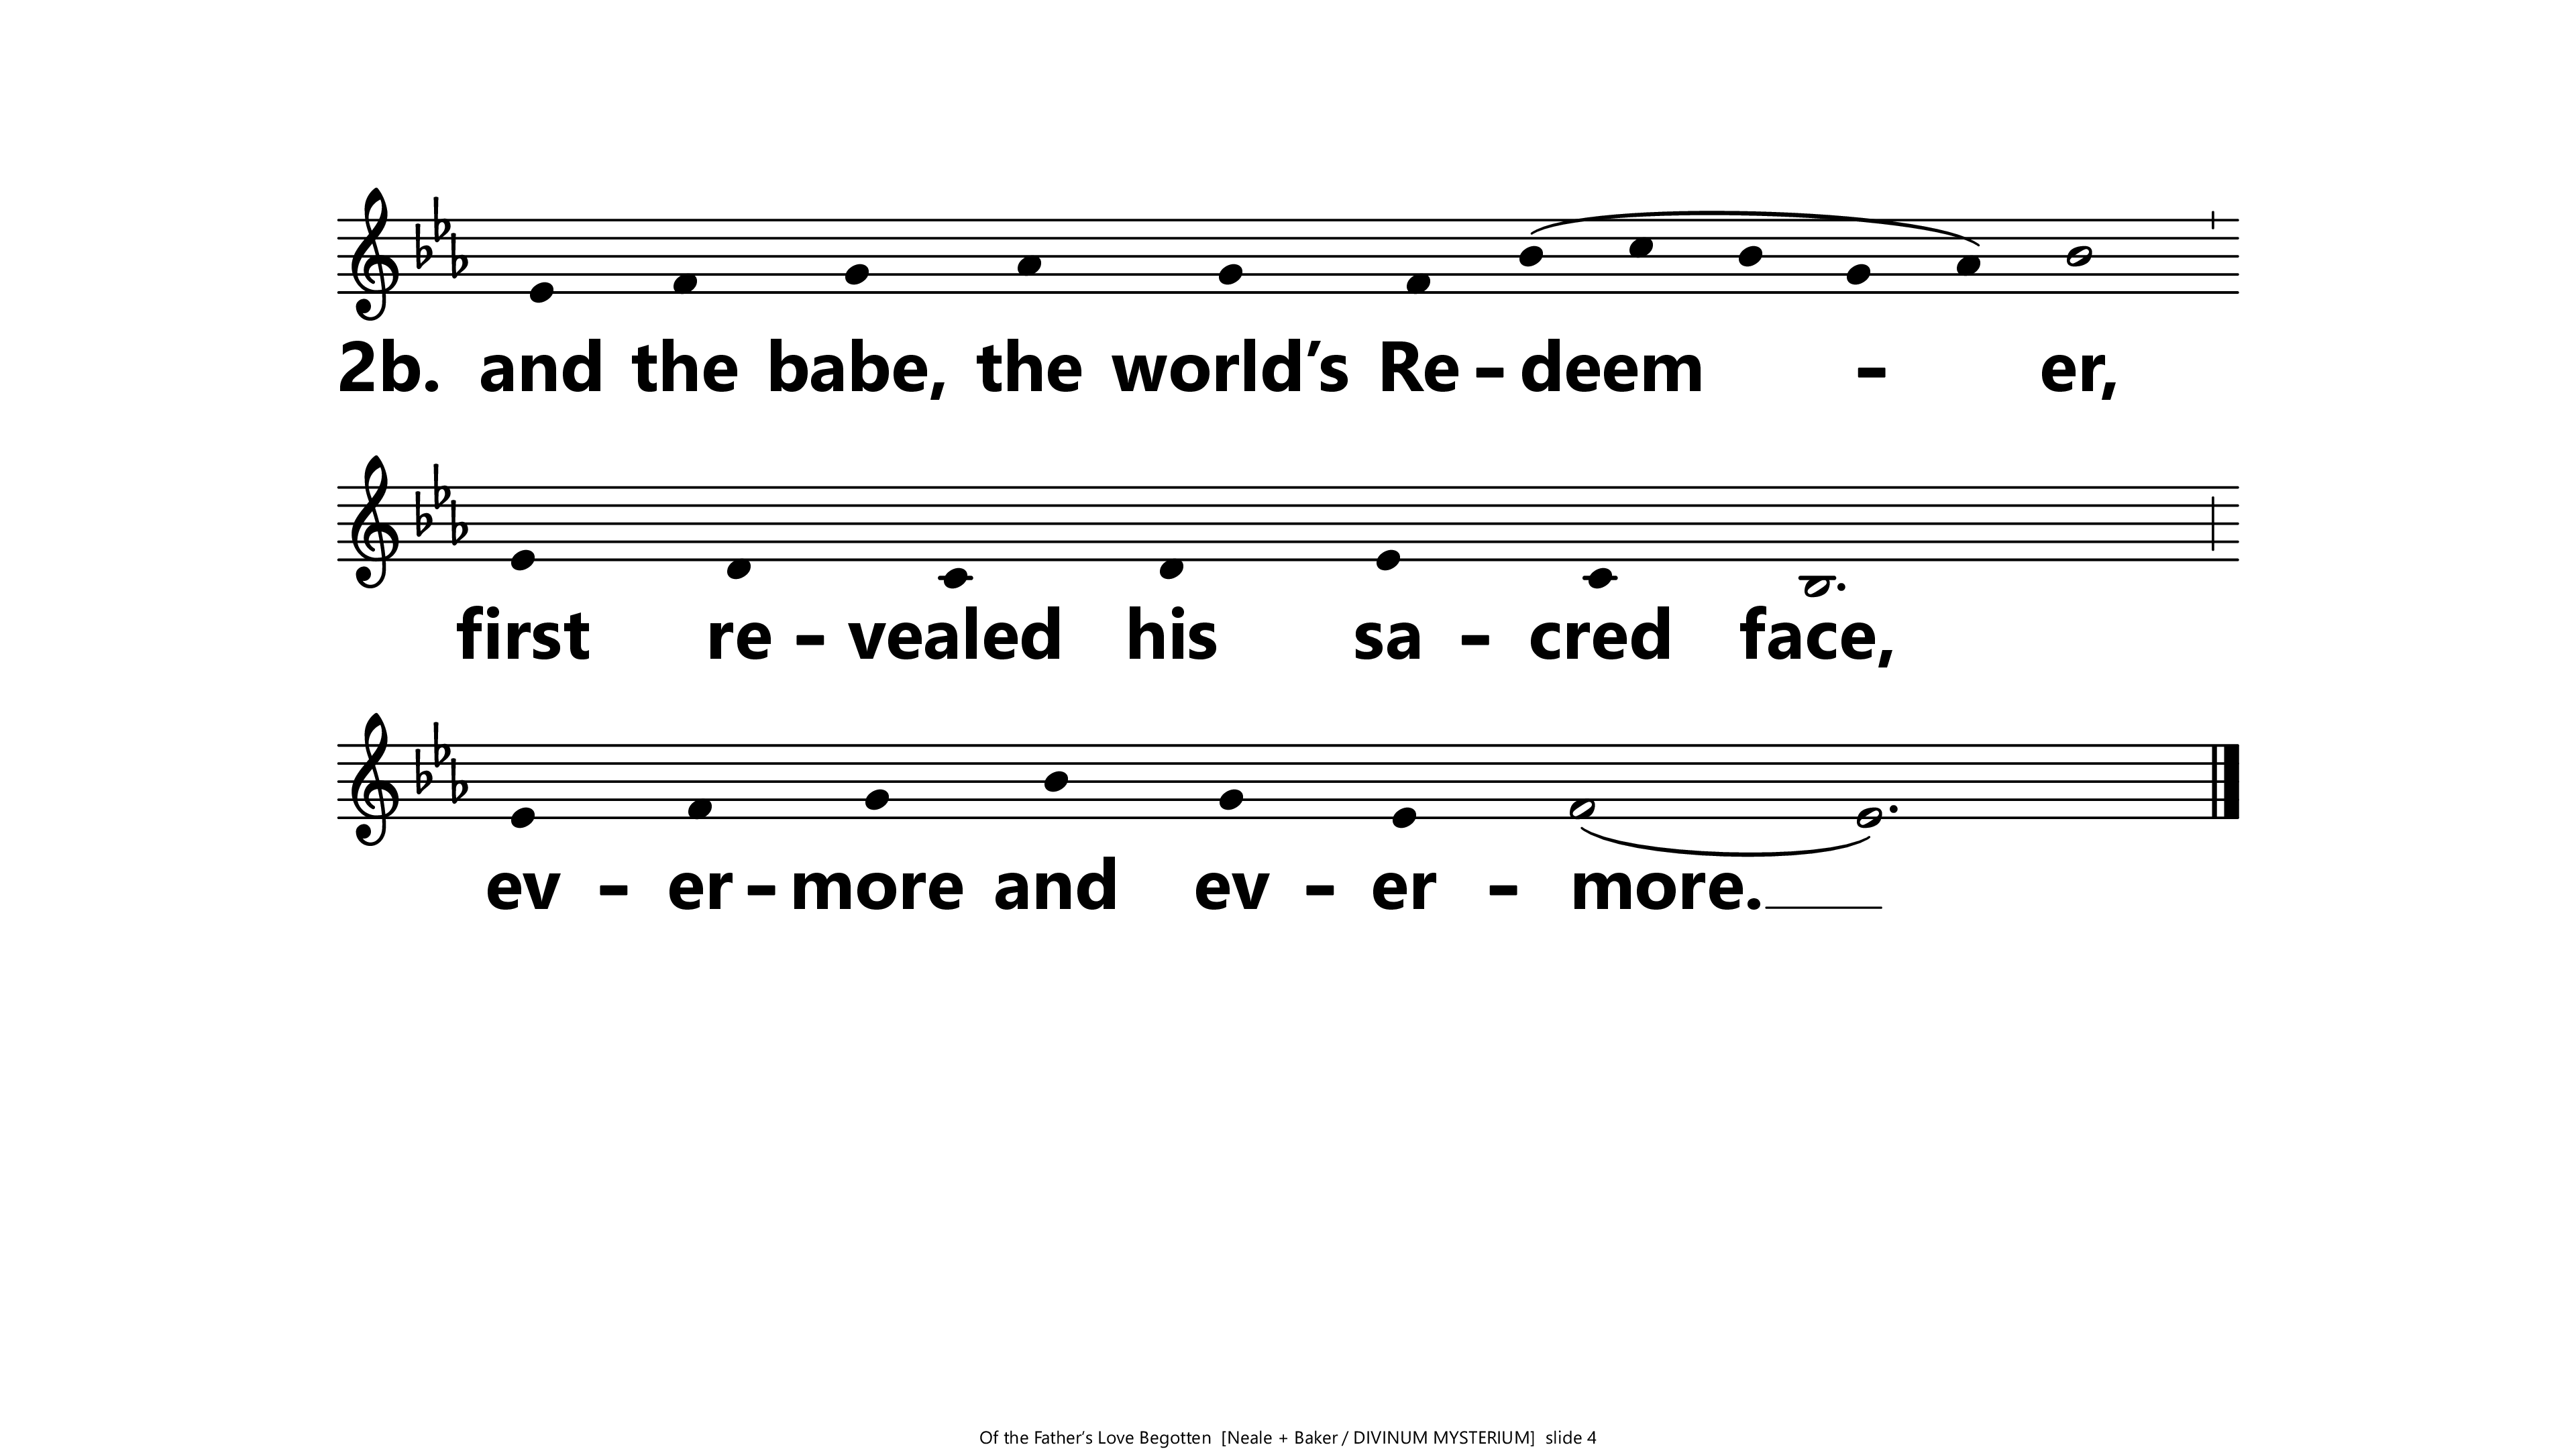 2b. and the babe, the world’s Re - deem - er,
first re - vealed his sa - cred face,
ev - er - more and ev - er - more.
Of the Father’s Love Begotten [Neale + Baker / DIVINUM MYSTERIUM] slide 4